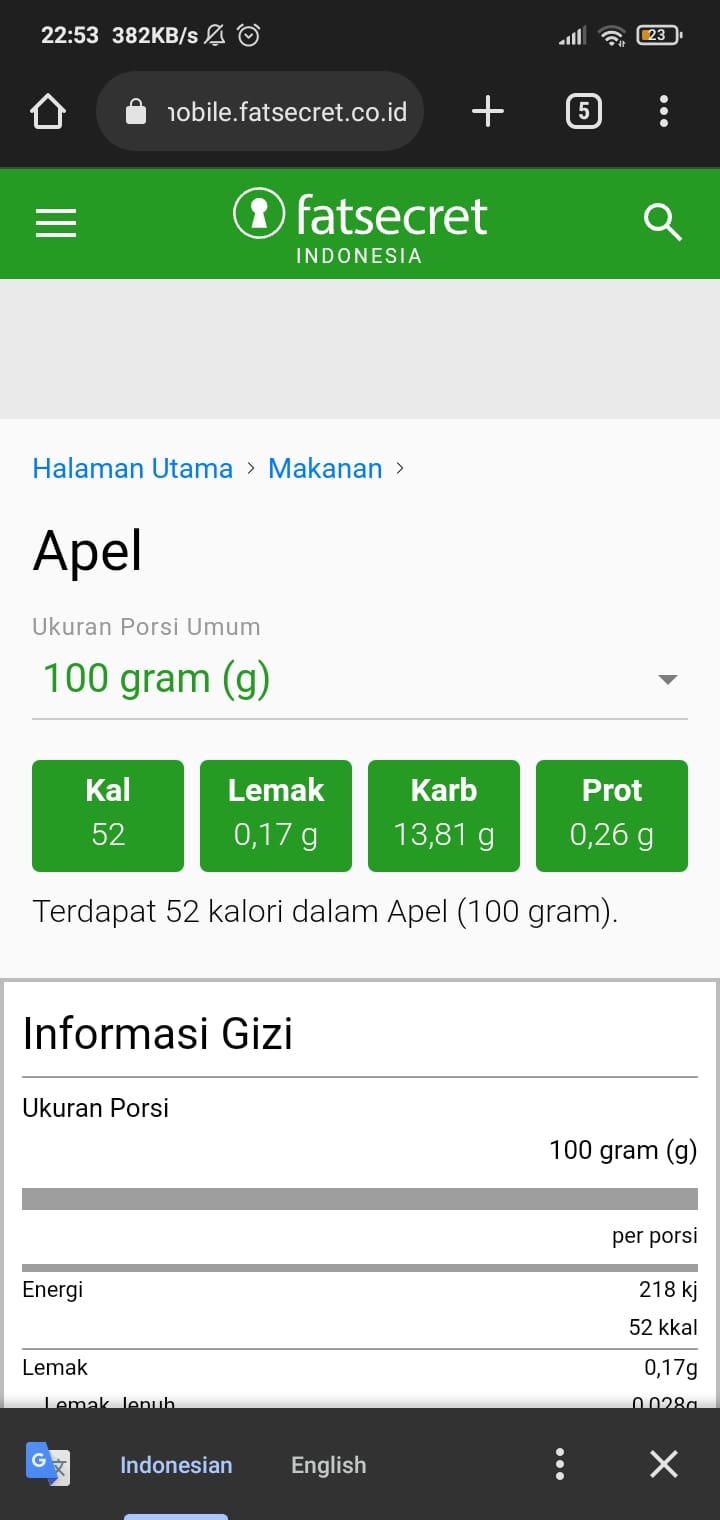 22:53 382KB/s 23
nobile.fatsecret.co.id 5
fatsecret
INDONESIA
Halaman Utama > Makanan >
Apel
Ukuran Porsi Umum
100 gram (g)
Kal Lemak Karb Prot
52 0,17 g 13,81 g 0,26 g
Terdapat 52 kalori dalam Apel (100 gram).
Informasi Gizi
Ukuran Porsi
100 gram (g)
per porsi
Energi 218 kj
52 kkal
Lemak 0,17g
Lemak Jenuh 0,028g
G 文 Indonesian English